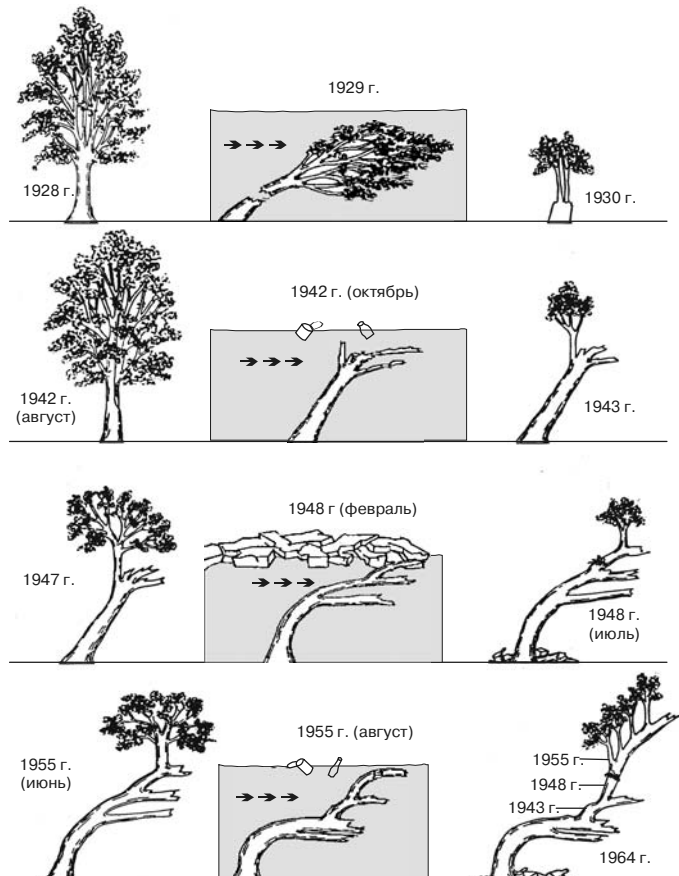 1929 г.
1928 г.
1930 г.
1942 г. (октябрь)
1942 г.
(август)
1943 г.
1948 г (февраль)
1947 г.
1948 г.
(июль)
1955 г. (август)
1955 г.
(июнь)
1955 г.
1948 г.
1943 г.
1964 г.